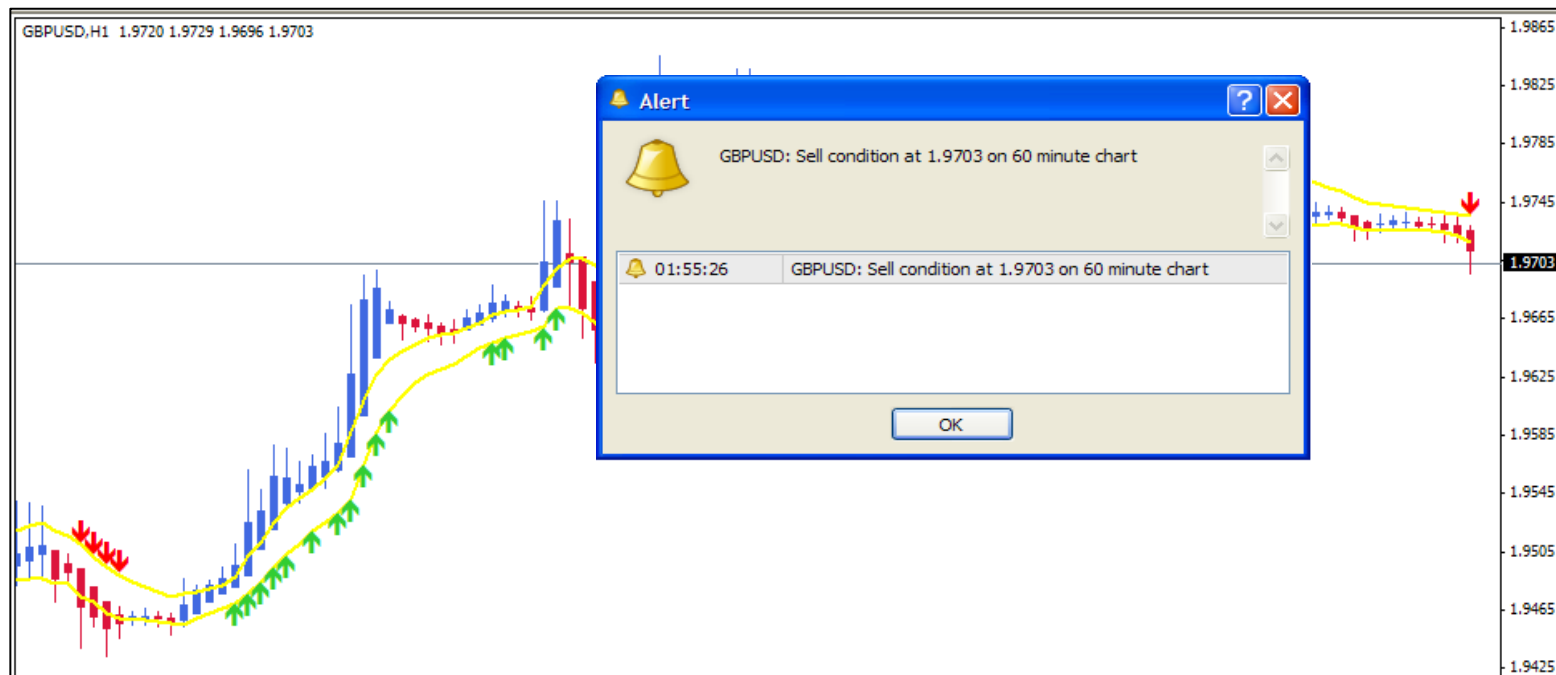 GBPUSD,H1 1.9720 1.9729 1.9696 1.9703
1.9865
Alert
?
1.9825
GBPUSD: Sell condition at 1.9703 on 60 minute chart
1.9785
1.9745
01:55:26 GBPUSD: Sell condition at 1.9703 on 60 minute chart
1.9703
1.9665
1.9625
OK
1.9585
1.9545
1.9505
1.9465
1.9425